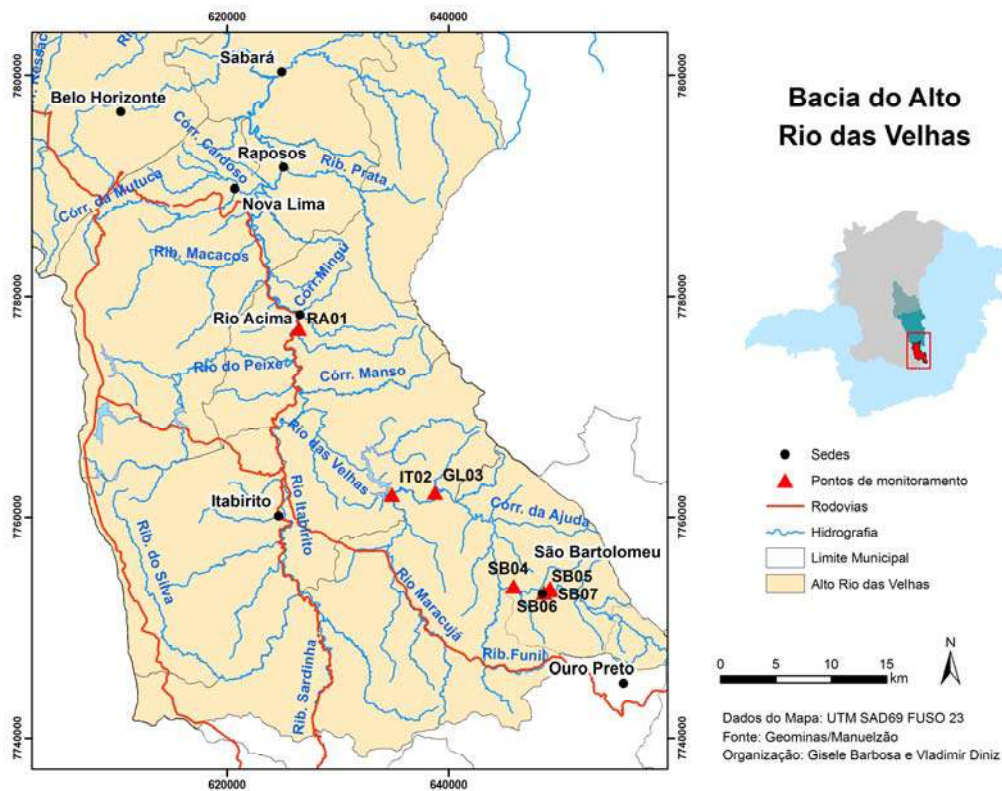 620000
640000
7800000
7780000
7760000
7740000
Sabará
Belo Horizonte
Córr. Cardoso
Raposos
Rib. Prata
Córr. da Mutuca
Nova Lima
Rib. Macacos
Córr.Mingú
Rio Acima
RA01
Rio do Peixe
Córr. Manso
Rio das Velhas
IT02
GL03
Itabirito
Rio Itabirito
Córr. da Ajuda
Rib. do Silva
São Bartolomeu
SB04
SB05
SB06
SB07
Rio Maracujá
Rib.Funil
Ouro Preto
Rib. Sardinha
7800000
7780000
7760000
7740000
620000
640000
Bacia do Alto
Rio das Velhas
Sedes
Pontos de monitoramento
Rodovias
Hidrografia
Limite Municipal
Alto Rio das Velhas
0
5
10
15
km
N
Dados do Mapa: UTM SAD69 FUSO 23
Fonte: Geominas/Manuelzão
Organização: Gisele Barbosa e Vladimir Diniz